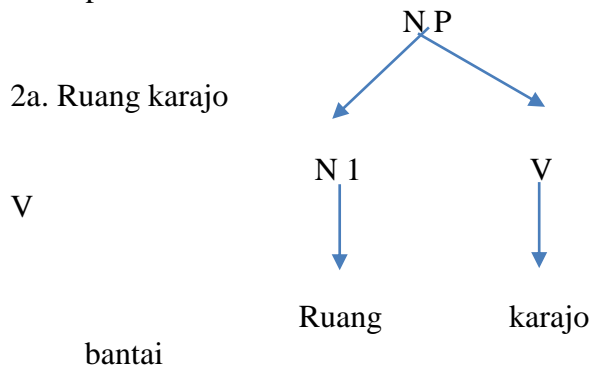 N P
2a. Ruang karajo
N 1 V
V
Ruang karajo
bantai